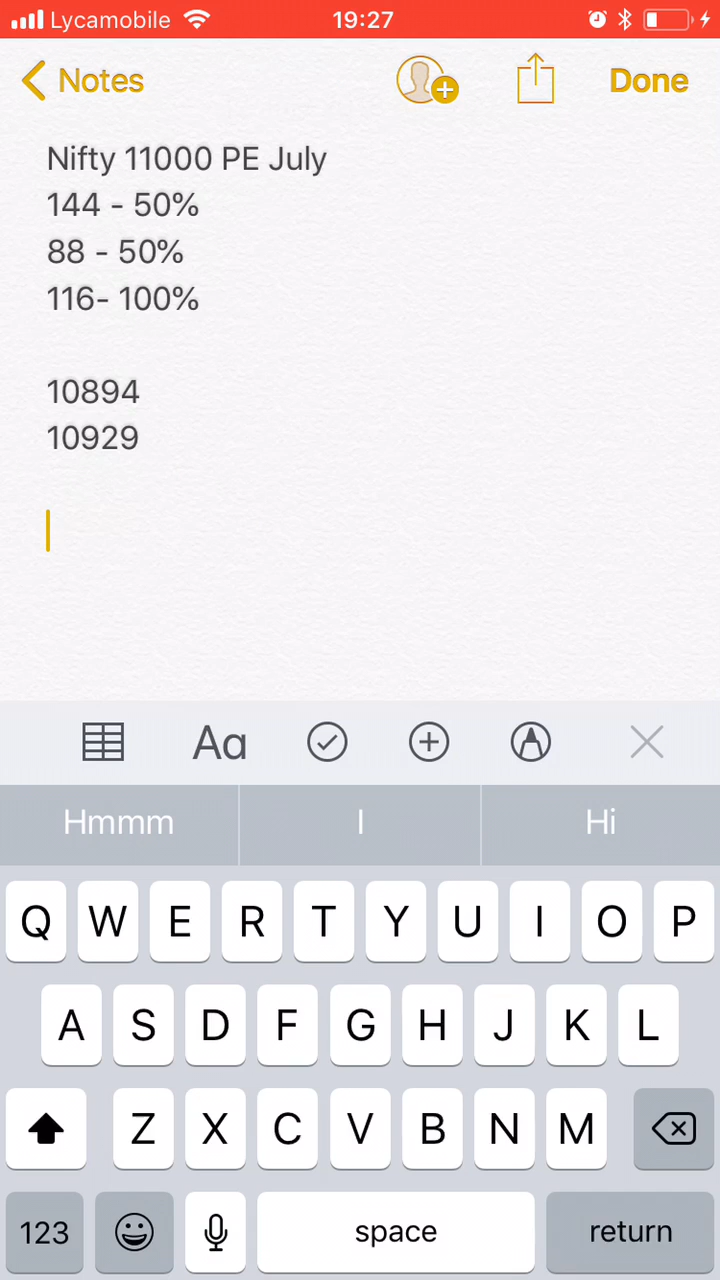 Lycamobile 19:27
Notes Done
Nifty 11000 PE July
144 - 50%
88 - 50%
116- 100%
10894
10929
Aa
Hmmm I Hi
Q W E R T Y U I O P
A S D F G H J K L
Z X C V B N M
123 space return